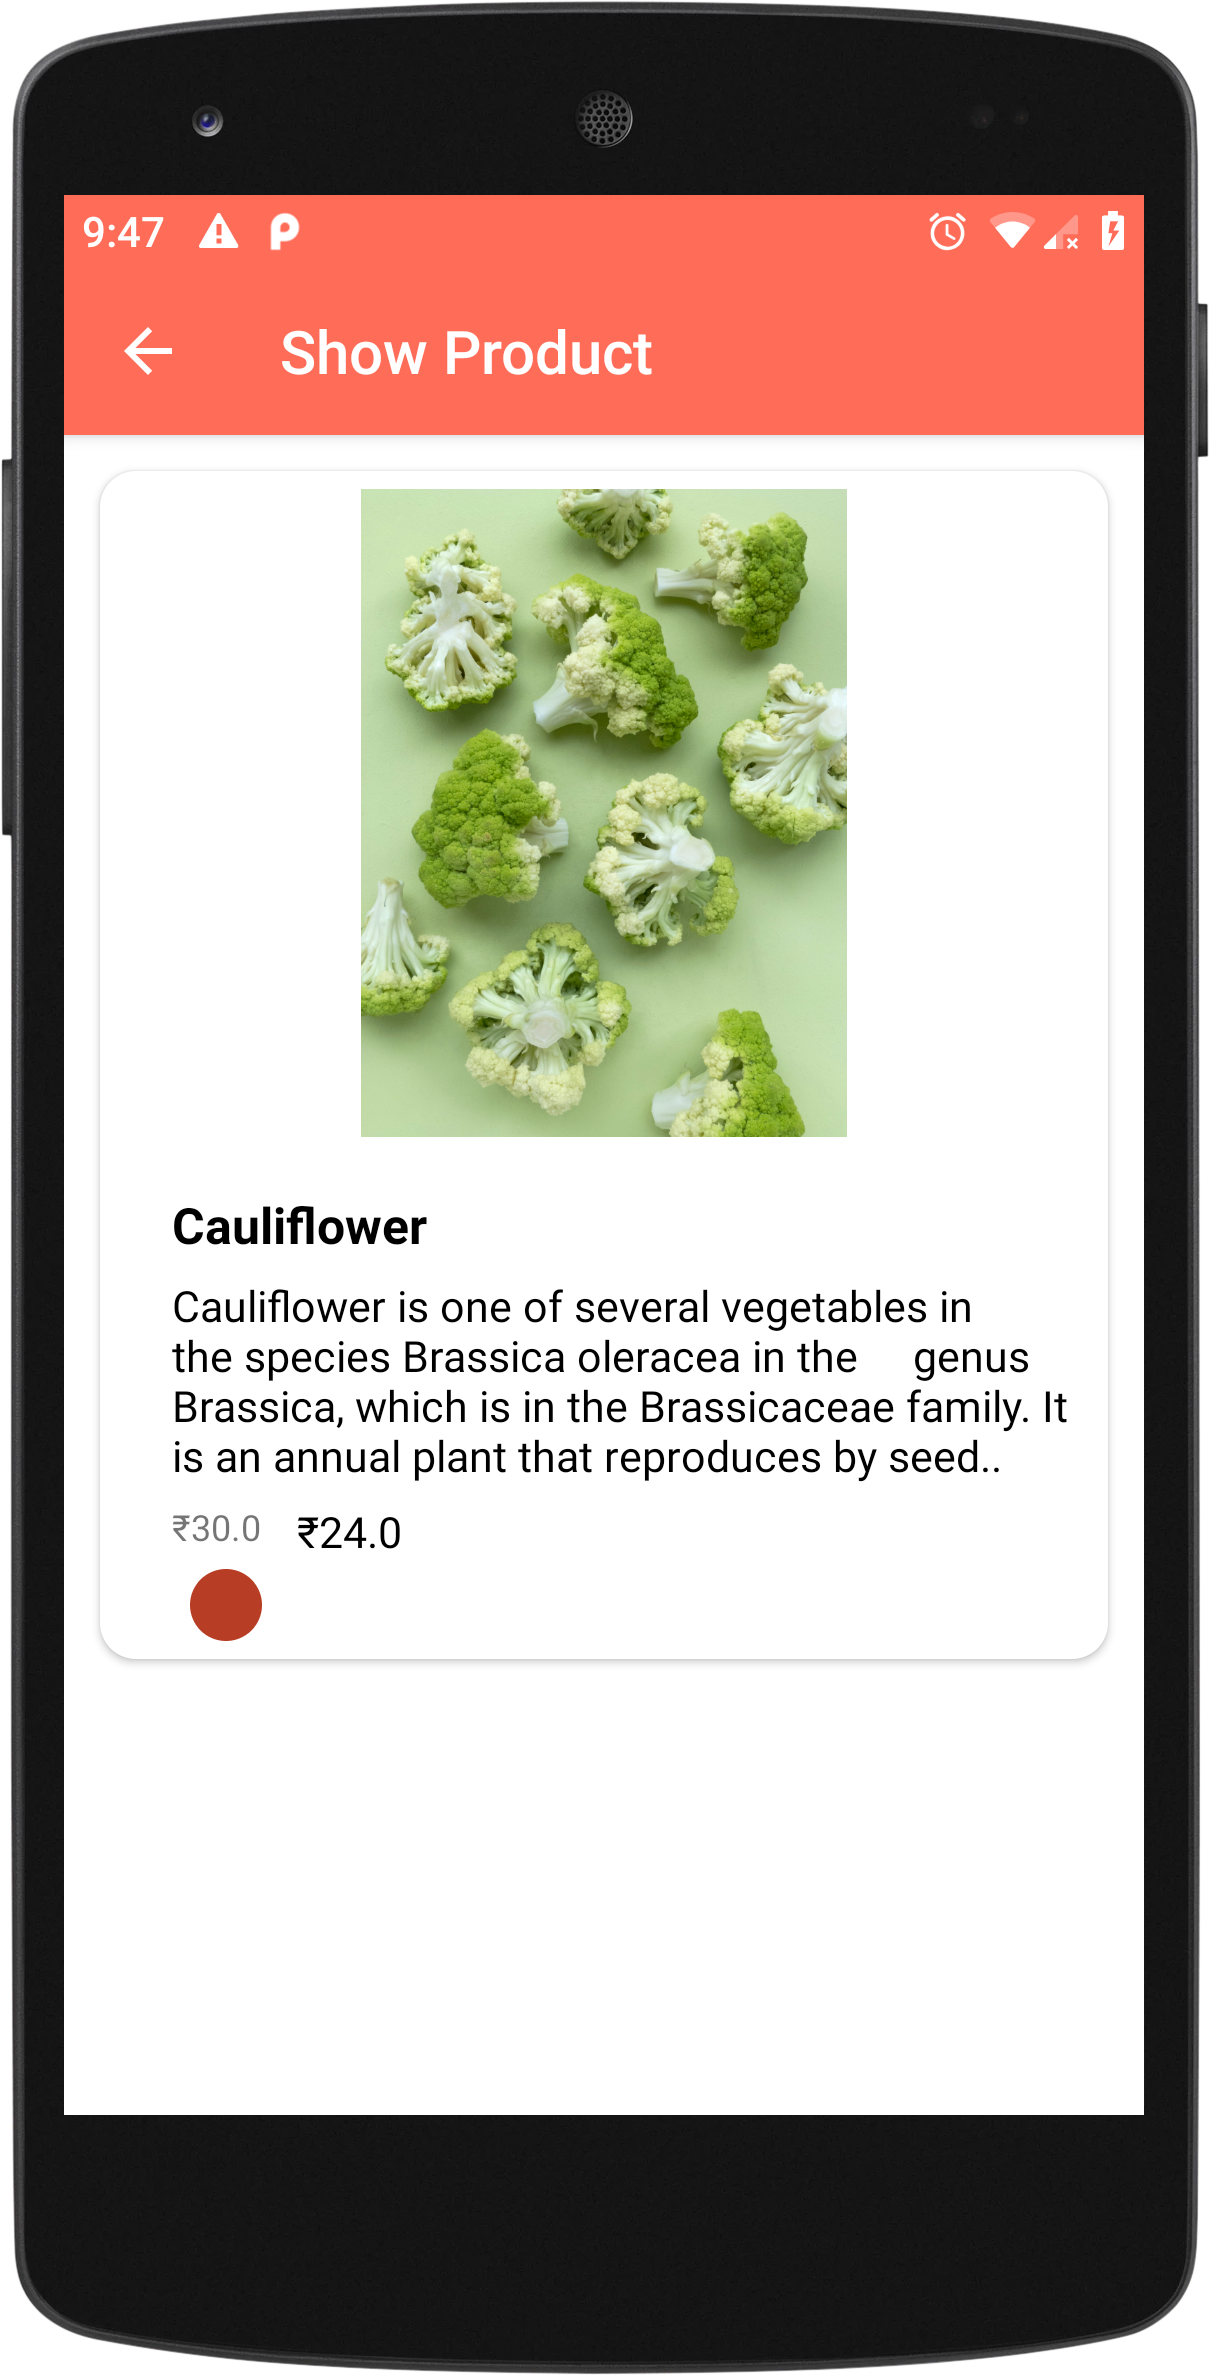 9:47
Show Product
Cauliflower
Cauliflower is one of several vegetables in
the species Brassica oleracea in the genus
Brassica, which is in the Brassicaceae family. It
is an annual plant that reproduces by seed..
₹30.0 ₹24.0